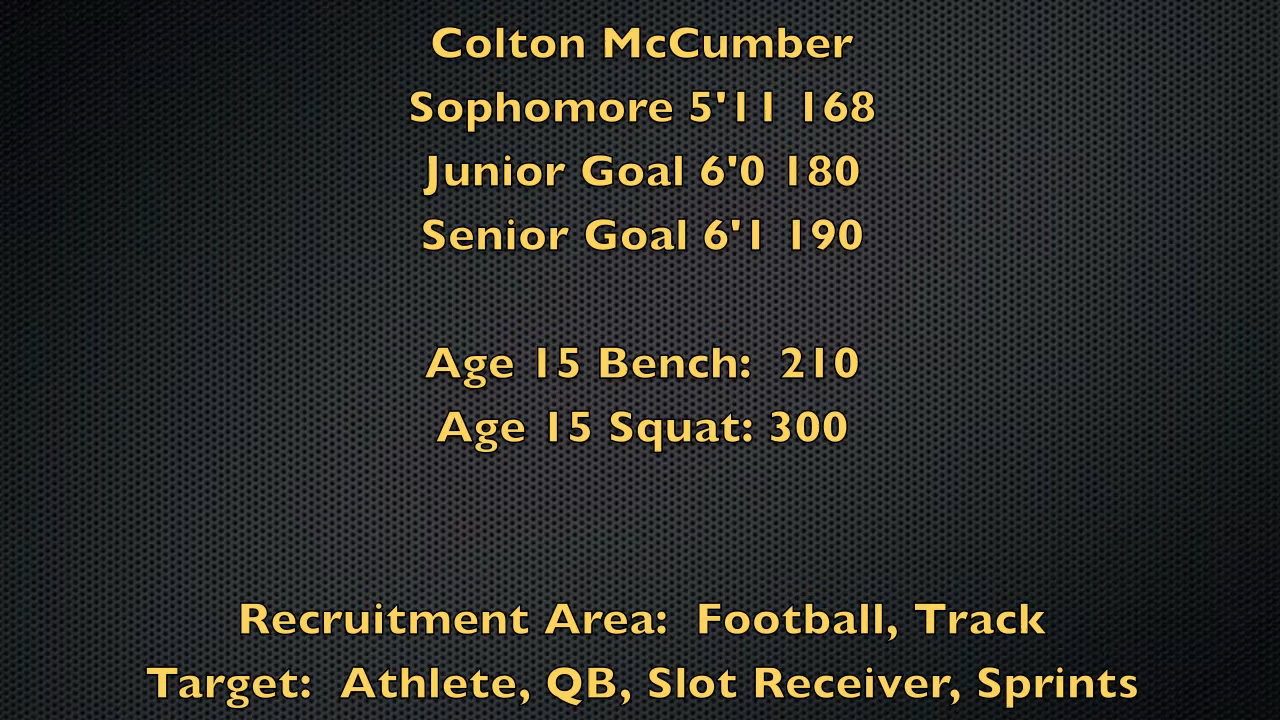 Colton McCumber
Sophomore 5'11 168
Junior Goal 6'0 180
Senior Goal 6'1 190
Age 15 Bench:  210
Age 15 Squat: 300
Recruitment Area:  Football, Track
Target:  Athlete, QB, Slot Receiver, Sprints